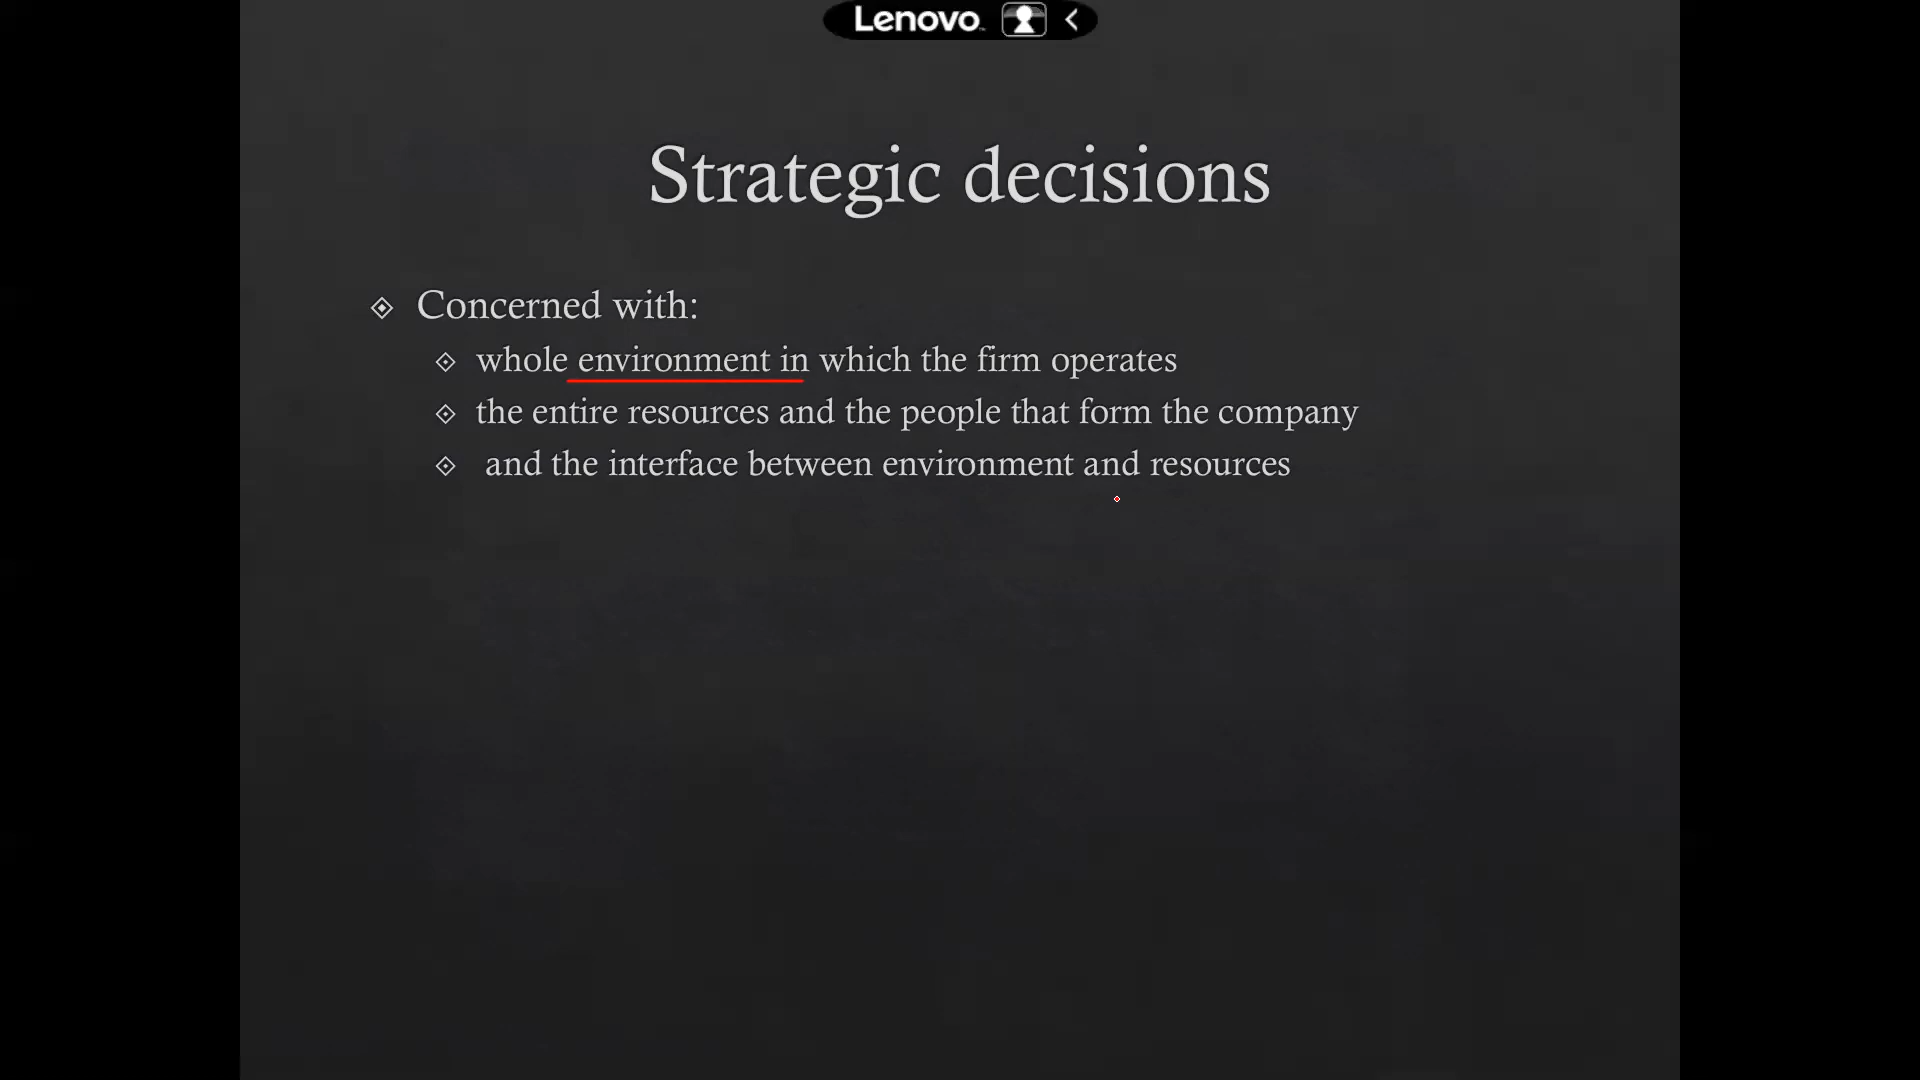 Lenovo
Strategic decisions
Concerned with:
whole environment in which the firm operates
the entire resources and the people that form the company
and the interface between environment and resources